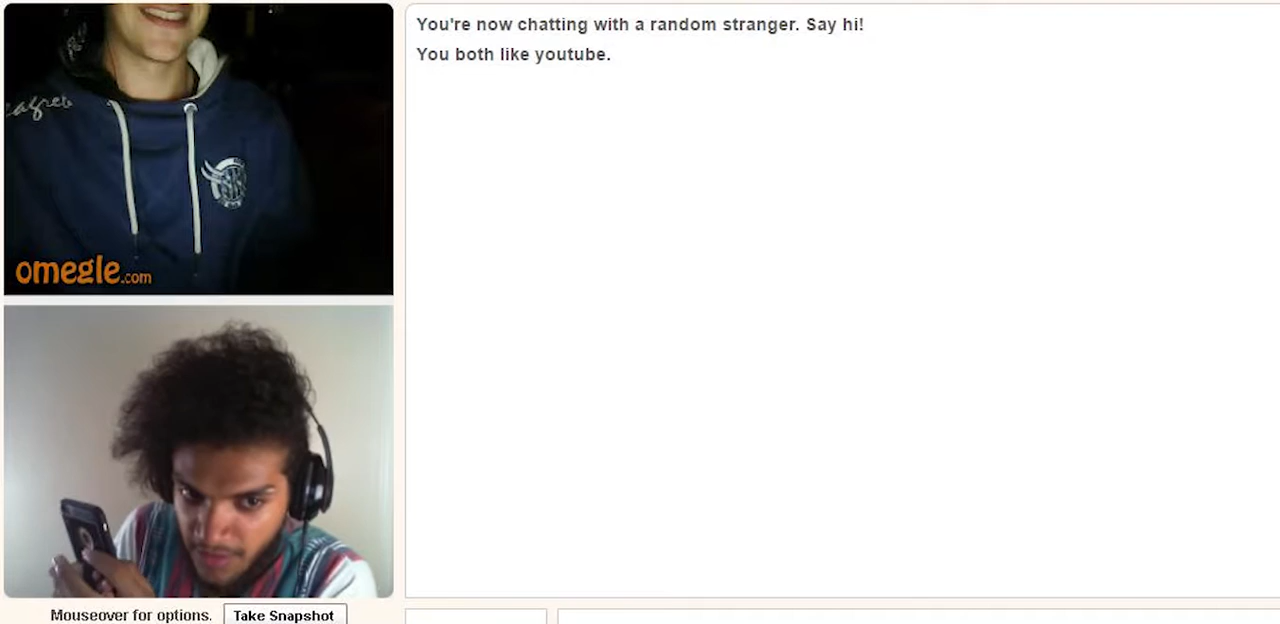 You're now chatting with a random stranger. Say hi!
You both like youtube.
omegle.com
Mouseover for options.
Take Snapshot